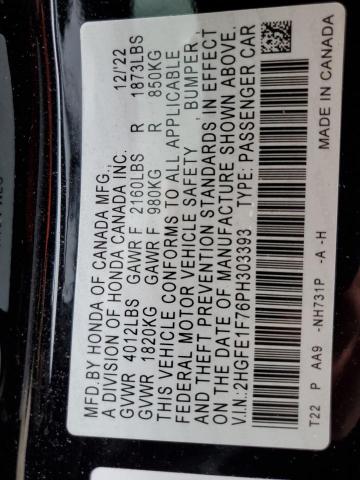 MFD.BY HONDA OF CANADA MFG.,
A DIVISION OF HONDA CANADA INC. 12/'22
GVWR 4012LBS GAWR F 2160LBS R 1873LBS
GVWR 1820KG GAWR F 980KG R 850KG
THIS VEHICLE CONFORMS TO ALL APPLICABLE
FEDERAL MOTOR VEHICLE SAFETY, BUMPER
AND THEFT PREVENTION STANDARDS IN EFFECT
ON THE DATE OF MANUFACTURE SHOWN ABOVE.
V.I.N.:2HGFE1F76PH303393 TYPE: PASSENGER CAR
T22 P AA9 -NH731P -A -H MADE IN CANADA